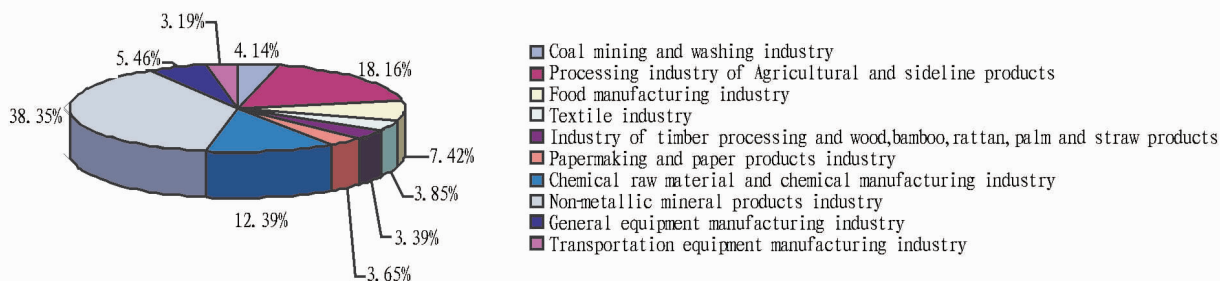 3.19%
4.14%
5.46%
18.16%
38.35%
7.42%
3.85%
12.39%
3.39%
3.65%
Coal mining and washing industry
Processing industry of Agricultural and sideline products
Food manufacturing industry
Textile industry
Industry of timber processing and wood,bamboo,rattan,palm and straw products
Papermaking and paper products industry
Chemical raw material and chemical manufacturing industry
Non-metallic mineral products industry
General equipment manufacturing industry
Transportation equipment manufacturing industry